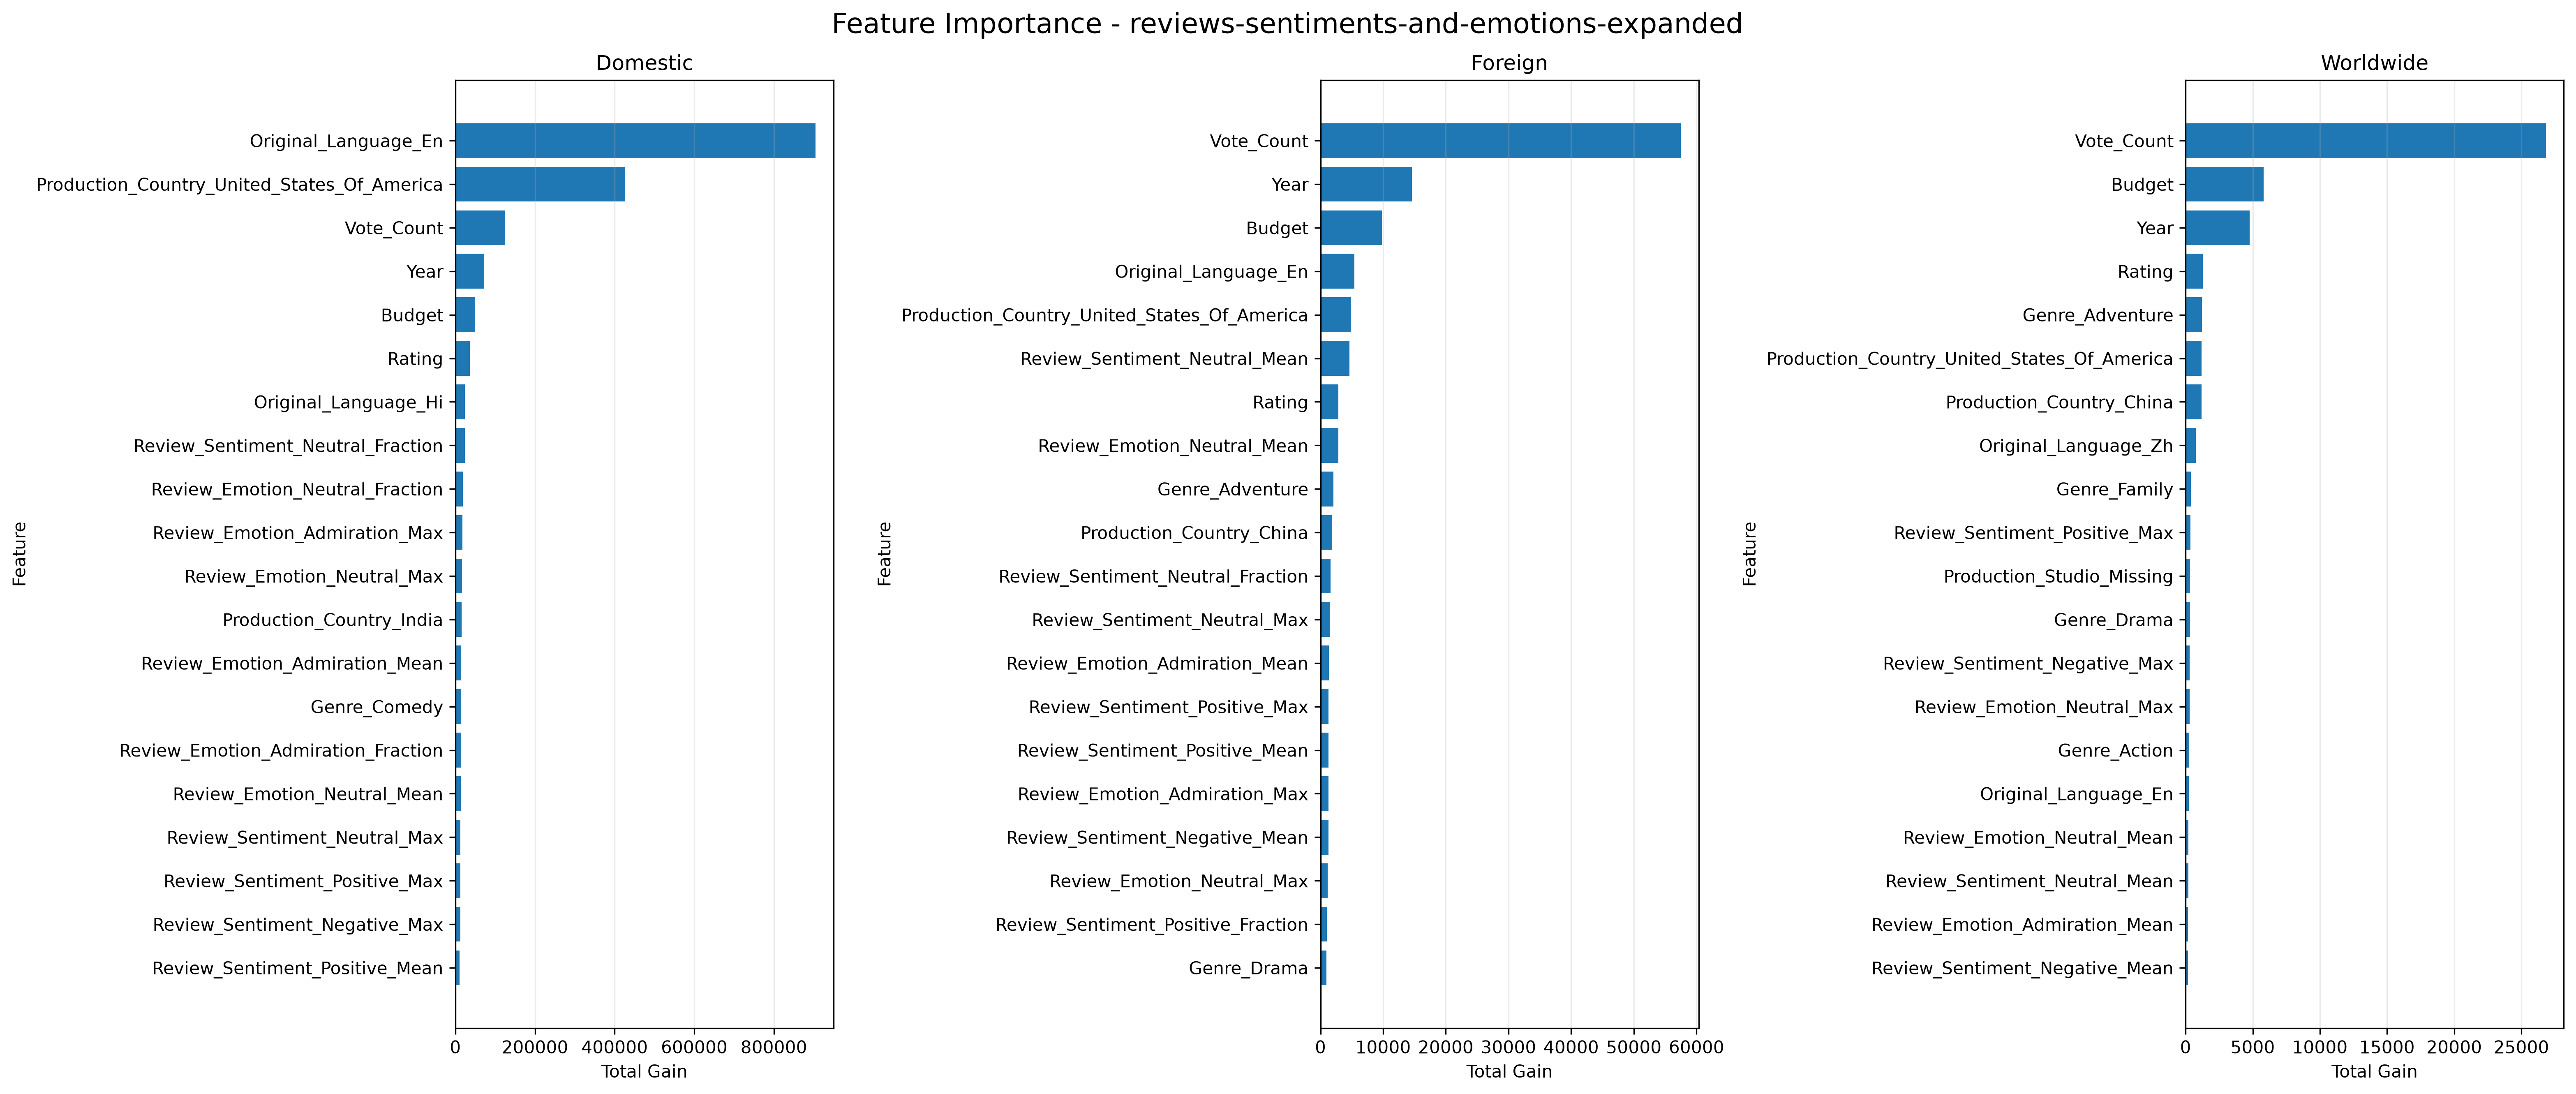 Feature Importance - reviews-sentiments-and-emotions-expanded
Domestic
Feature
Original_Language_En
Production_Country_United_States_Of_America
Vote_Count
Year
Budget
Rating
Original_Language_Hi
Review_Sentiment_Neutral_Fraction
Review_Emotion_Neutral_Fraction
Review_Emotion_Admiration_Max
Review_Emotion_Neutral_Max
Production_Country_India
Review_Emotion_Admiration_Mean
Genre_Comedy
Review_Emotion_Admiration_Fraction
Review_Emotion_Neutral_Mean
Review_Sentiment_Neutral_Max
Review_Sentiment_Positive_Max
Review_Sentiment_Negative_Max
Review_Sentiment_Positive_Mean
0 200000 400000 600000 800000
Total Gain
Foreign
Feature
Vote_Count
Year
Budget
Original_Language_En
Production_Country_United_States_Of_America
Review_Sentiment_Neutral_Mean
Rating
Review_Emotion_Neutral_Mean
Genre_Adventure
Production_Country_China
Review_Sentiment_Neutral_Fraction
Review_Sentiment_Neutral_Max
Review_Emotion_Admiration_Mean
Review_Sentiment_Positive_Max
Review_Sentiment_Positive_Mean
Review_Emotion_Admiration_Max
Review_Sentiment_Negative_Mean
Review_Emotion_Neutral_Max
Review_Sentiment_Positive_Fraction
Genre_Drama
0 10000 20000 30000 40000 50000 60000
Total Gain
Worldwide
Feature
Vote_Count
Budget
Year
Rating
Genre_Adventure
Production_Country_United_States_Of_America
Production_Country_China
Original_Language_Zh
Genre_Family
Review_Sentiment_Positive_Max
Production_Studio_Missing
Genre_Drama
Review_Sentiment_Negative_Max
Review_Emotion_Neutral_Max
Genre_Action
Original_Language_En
Review_Emotion_Neutral_Mean
Review_Sentiment_Neutral_Mean
Review_Emotion_Admiration_Mean
Review_Sentiment_Negative_Mean
0 5000 10000 15000 20000 25000
Total Gain